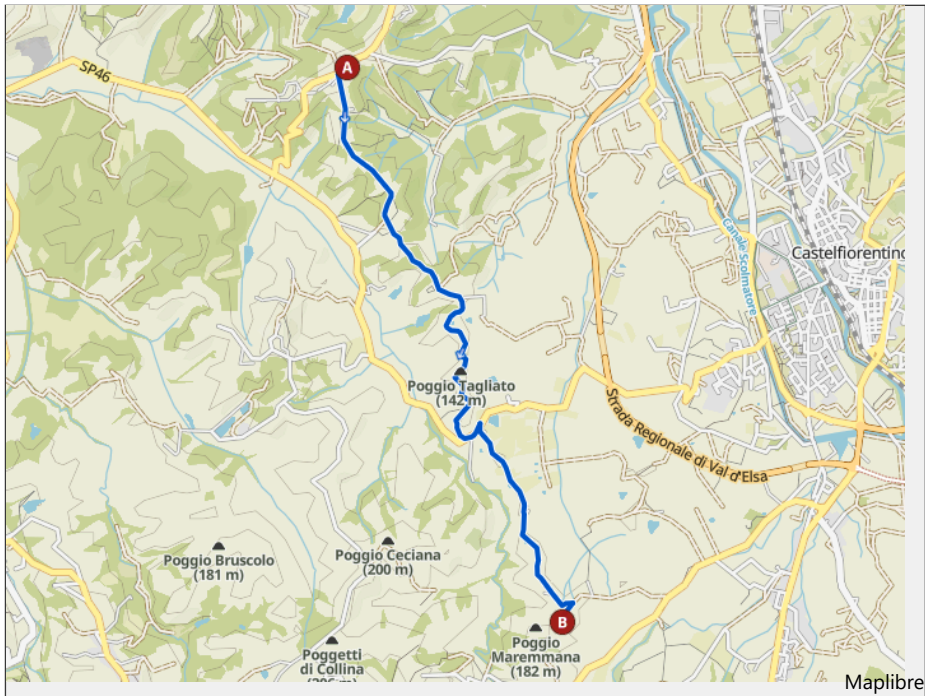 A
SP46
Canale Scolmatore
Castelfiorentino
Poggio Tagliato
(142 m)
Strada Regionale di Val d'Elsa
Poggio Bruscolo
(181 m)
Poggio Ceciana
(200 m)
B
Poggio
Maremmana
(182 m)
Poggetti
di Collina
Maplibre